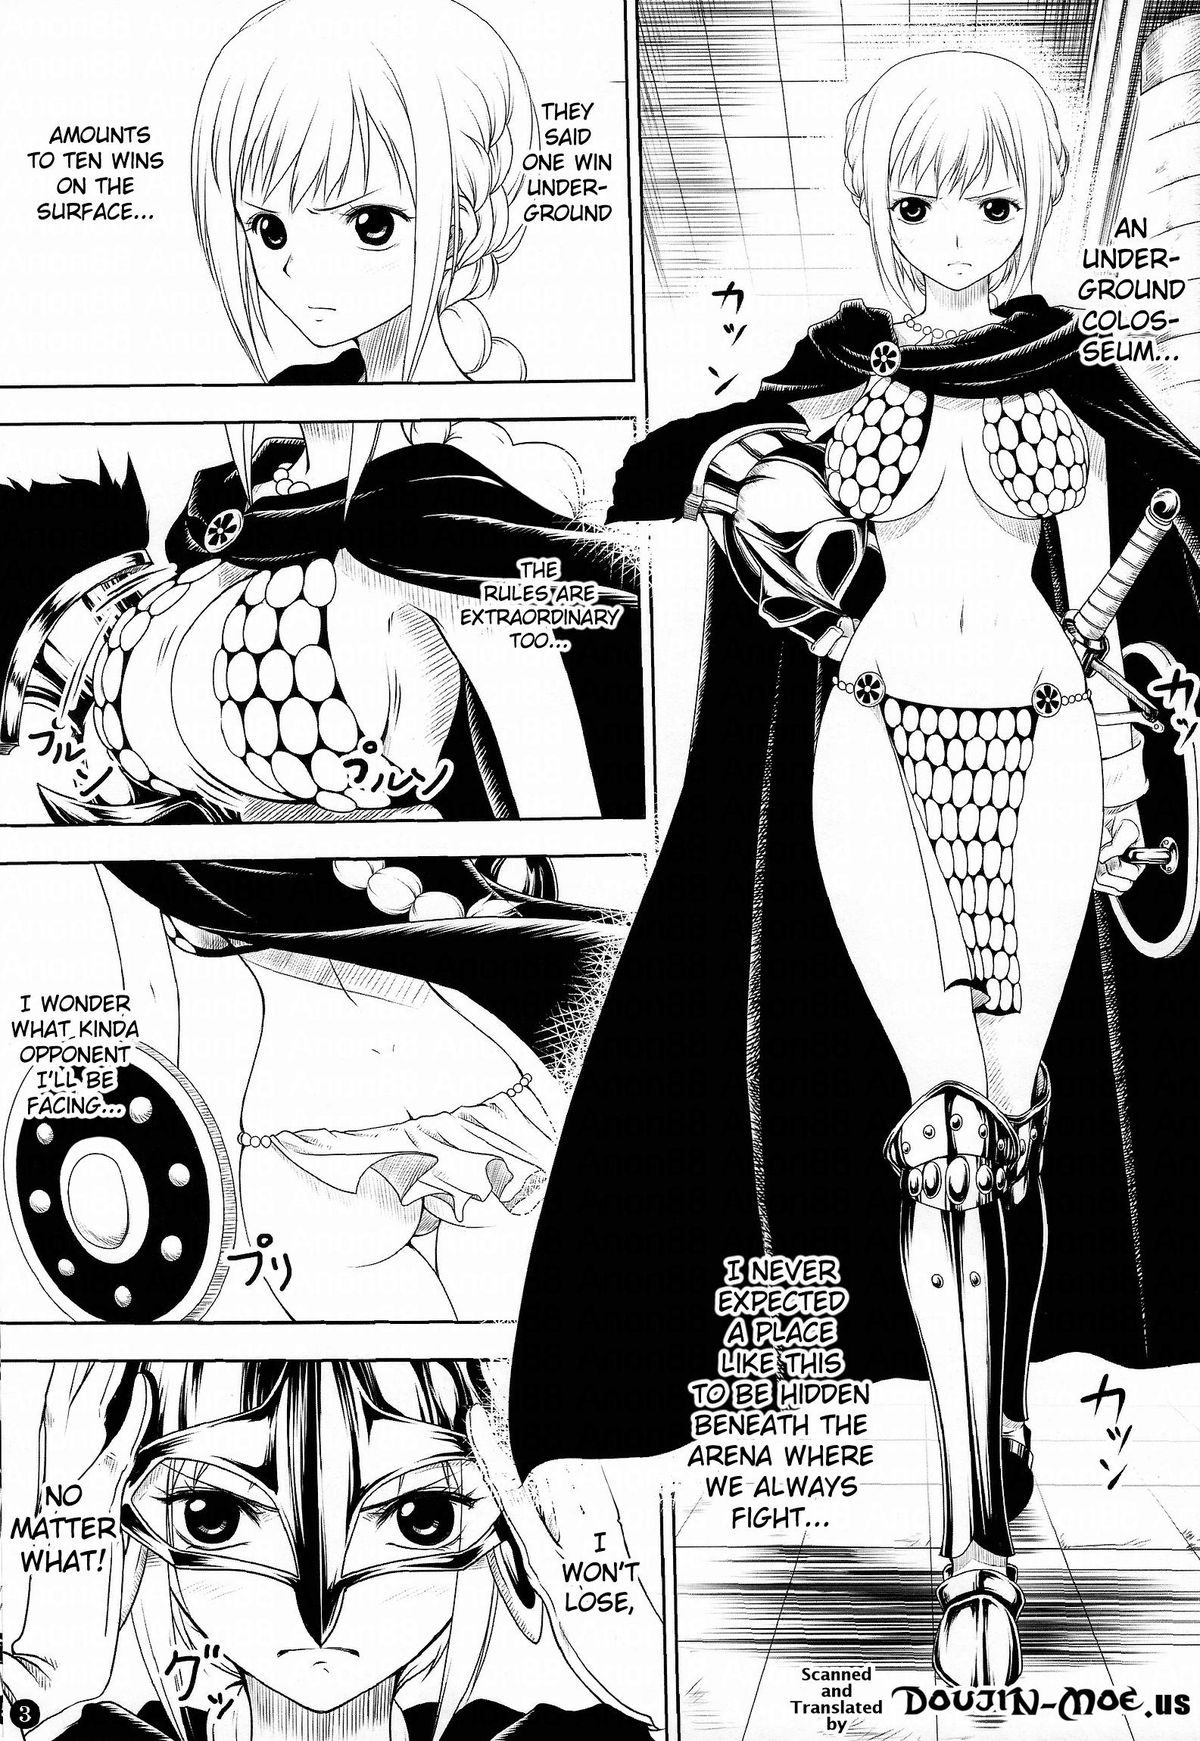 AN
UNDER-
GROUND
COLOS-
SEUM...
カッ
ン
カッ
I NEVER
EXPECTED
A PLACE
LIKE THIS
TO BE HIDDEN
BENEATH THE
ARENA WHERE
WE ALWAYS
FIGHT...
カツン
THEY
SAID
ONE WIN
UNDER-
GROUND
AMOUNTS
TO TEN WINS
ON THE
SURFACE...
THE
RULES ARE
EXTRAORDINARY
TOO...
プルン
プルン
I WONDER
WHAT KINDA
OPPONENT
I'LL BE
FACING...
プリ
I
WON'T
LOSE,
NO
MATTER
WHAT!
グッ
3
Scanned
and
Translated
by
DOUJIN-MOE.us
Anon88